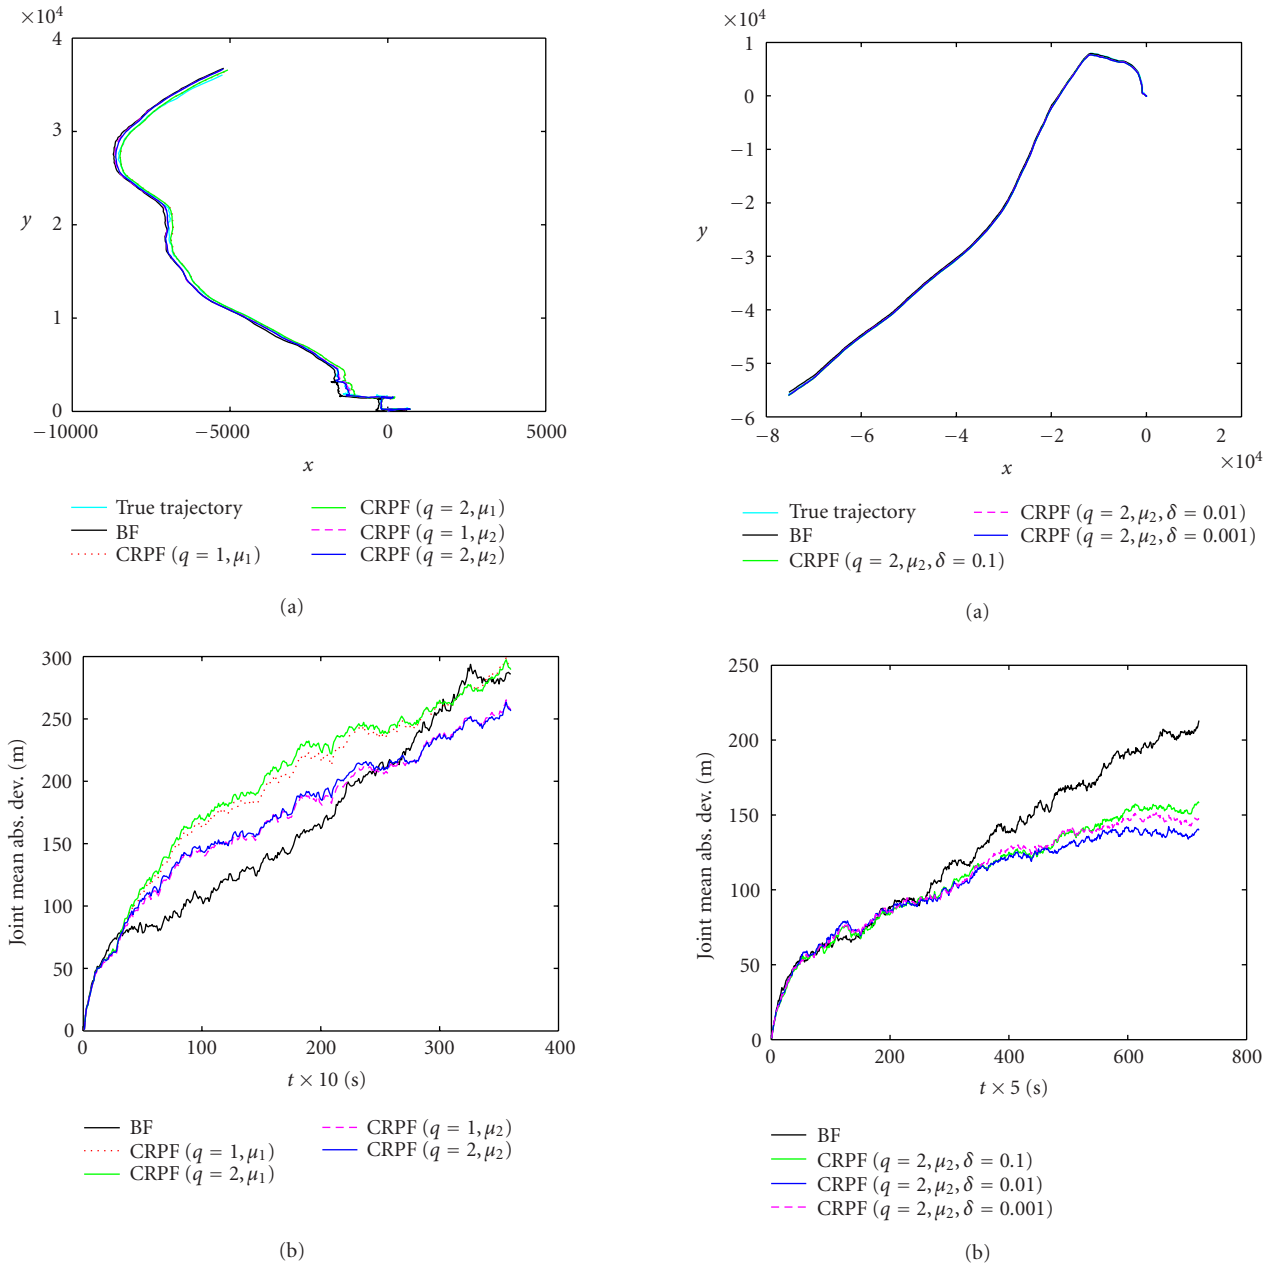 ×10⁴
4
3
2
1
0
y
−10000
−5000
0
5000
x
True trajectory
BF
CRPF (q = 1, μ₁)
CRPF (q = 2, μ₁)
CRPF (q = 1, μ₂)
CRPF (q = 2, μ₂)
(a)
×10⁴
1
0
−1
−2
−3
−4
−5
−6
y
−8
−6
−4
−2
0
2
×10⁴
x
True trajectory
BF
CRPF (q = 2, μ₂, δ = 0.1)
CRPF (q = 2, μ₂, δ = 0.01)
CRPF (q = 2, μ₂, δ = 0.001)
(a)
300
250
200
150
100
50
0
Joint mean abs. dev. (m)
0
100
200
300
400
t × 10 (s)
BF
CRPF (q = 1, μ₁)
CRPF (q = 2, μ₁)
CRPF (q = 1, μ₂)
CRPF (q = 2, μ₂)
(b)
250
200
150
100
50
0
Joint mean abs. dev. (m)
0
200
400
600
800
t × 5 (s)
BF
CRPF (q = 2, μ₂, δ = 0.1)
CRPF (q = 2, μ₂, δ = 0.01)
CRPF (q = 2, μ₂, δ = 0.001)
(b)